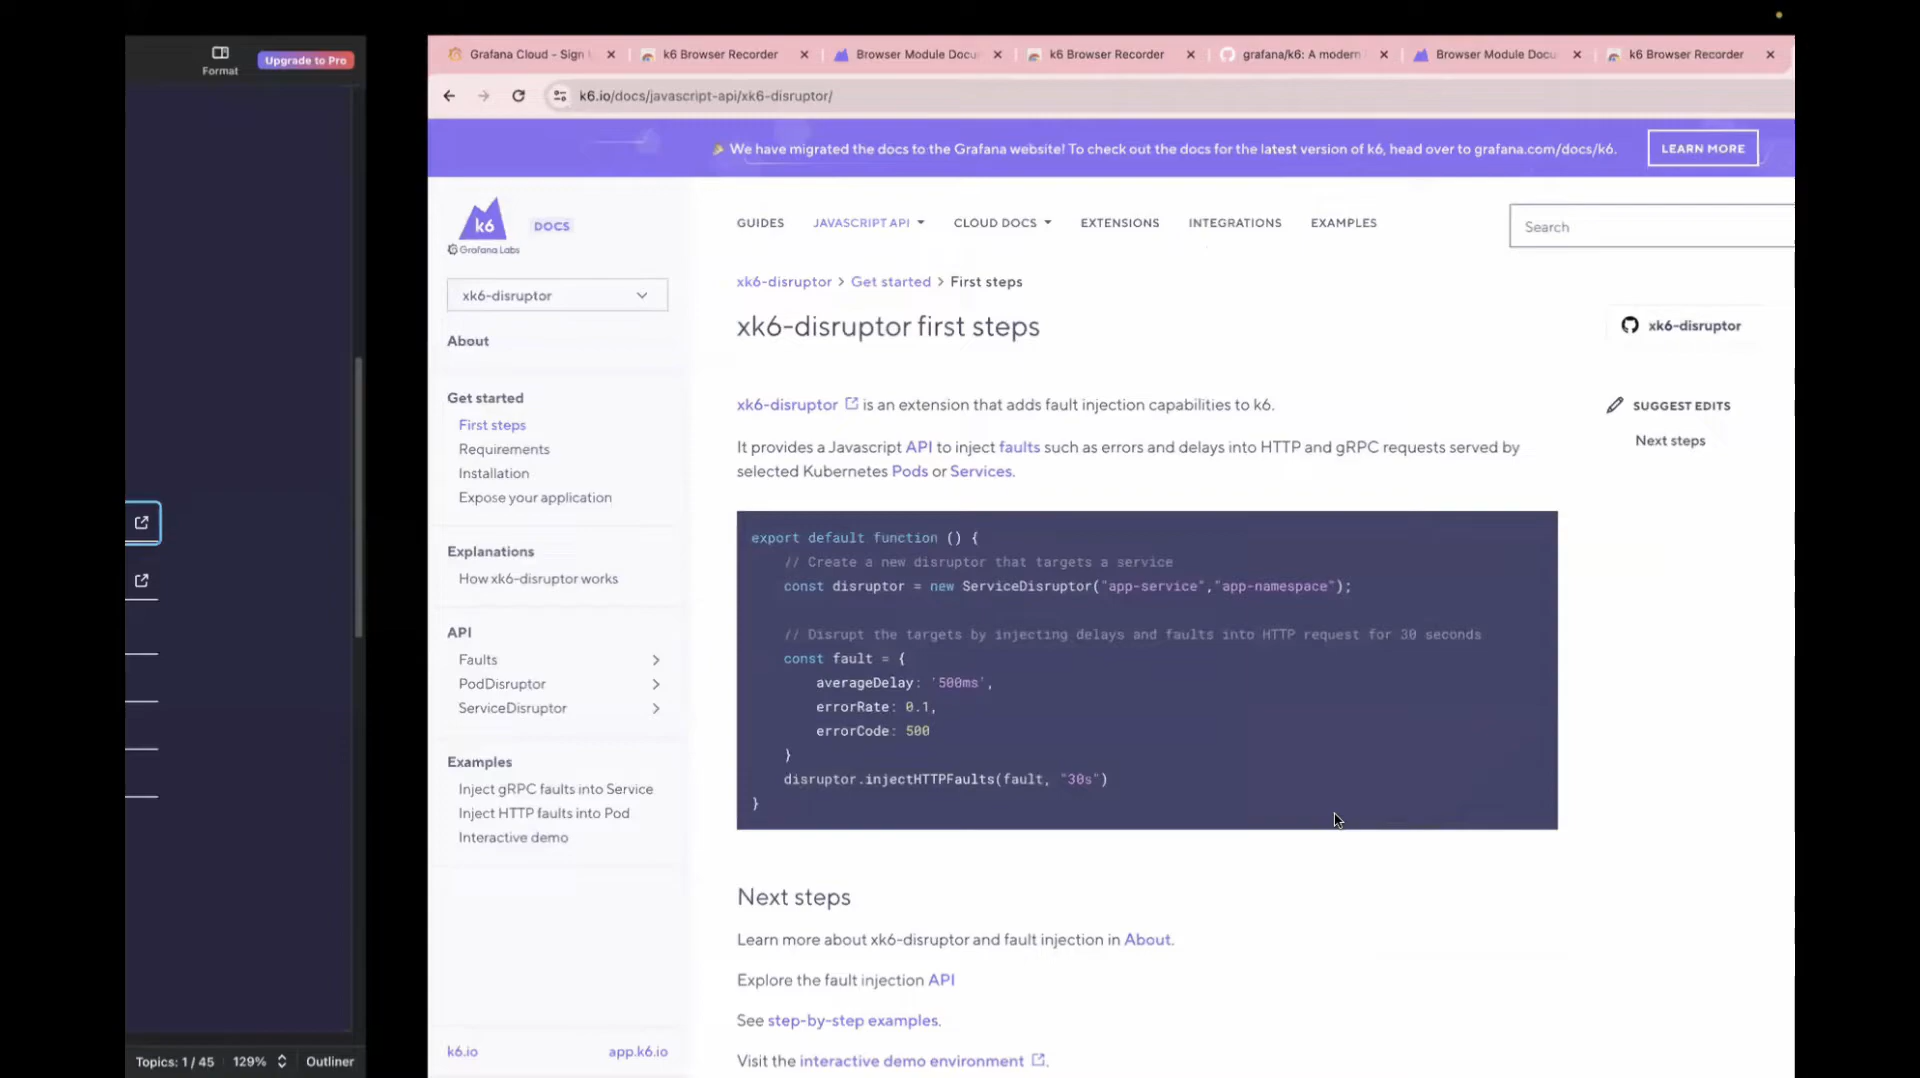 Format
Upgrade to Pro
Topics: 1 / 45
129%
Outliner
Grafana Cloud - Sign
k6 Browser Recorder
Browser Module Docu
k6 Browser Recorder
grafana/k6: A modern
Browser Module Docu
k6 Browser Recorder
k6.io/docs/javascript-api/xk6-disruptor/
We have migrated the docs to the Grafana website! To check out the docs for the latest version of k6, head over to grafana.com/docs/k6.
LEARN MORE
k6
DOCS
Grafana Labs
GUIDES
JAVASCRIPT API
CLOUD DOCS
EXTENSIONS
INTEGRATIONS
EXAMPLES
Search
xk6-disruptor
About
Get started
First steps
Requirements
Installation
Expose your application
Explanations
How xk6-disruptor works
API
Faults
PodDisruptor
ServiceDisruptor
Examples
Inject gRPC faults into Service
Inject HTTP faults into Pod
Interactive demo
k6.io
app.k6.io
xk6-disruptor > Get started > First steps
xk6-disruptor first steps
xk6-disruptor is an extension that adds fault injection capabilities to k6.
It provides a Javascript API to inject faults such as errors and delays into HTTP and gRPC requests served by
selected Kubernetes Pods or Services.
export default function () {
// Create a new disruptor that targets a service
const disruptor = new ServiceDisruptor("app-service","app-namespace");
// Disrupt the targets by injecting delays and faults into HTTP request for 30 seconds
const fault = {
averageDelay: '500ms',
errorRate: 0.1,
errorCode: 500
}
disruptor.injectHTTPFaults(fault, "30s")
}
Next steps
Learn more about xk6-disruptor and fault injection in About.
Explore the fault injection API
See step-by-step examples.
Visit the interactive demo environment.
xk6-disruptor
SUGGEST EDITS
Next steps